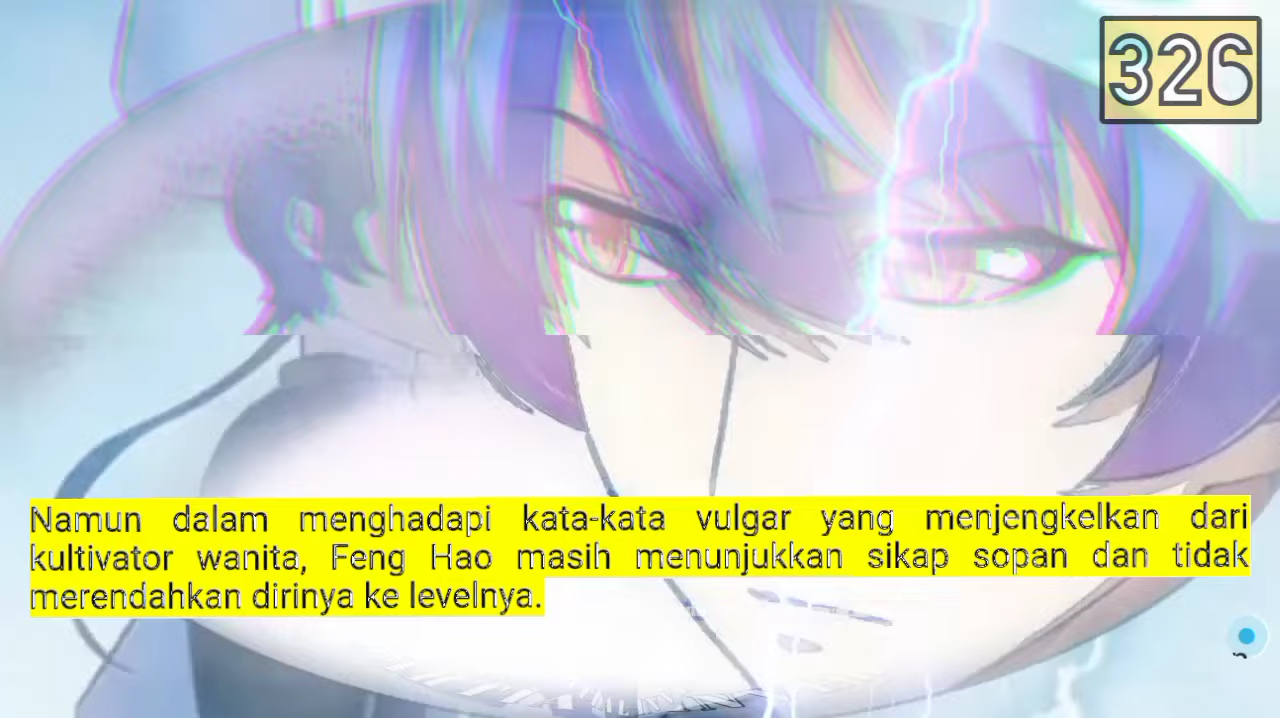 326
Namun dalam menghadapi kata-kata vulgar yang menjengkelkan dari
kultivator wanita, Feng Hao masih menunjukkan sikap sopan dan tidak
merendahkan dirinya ke levelnya.